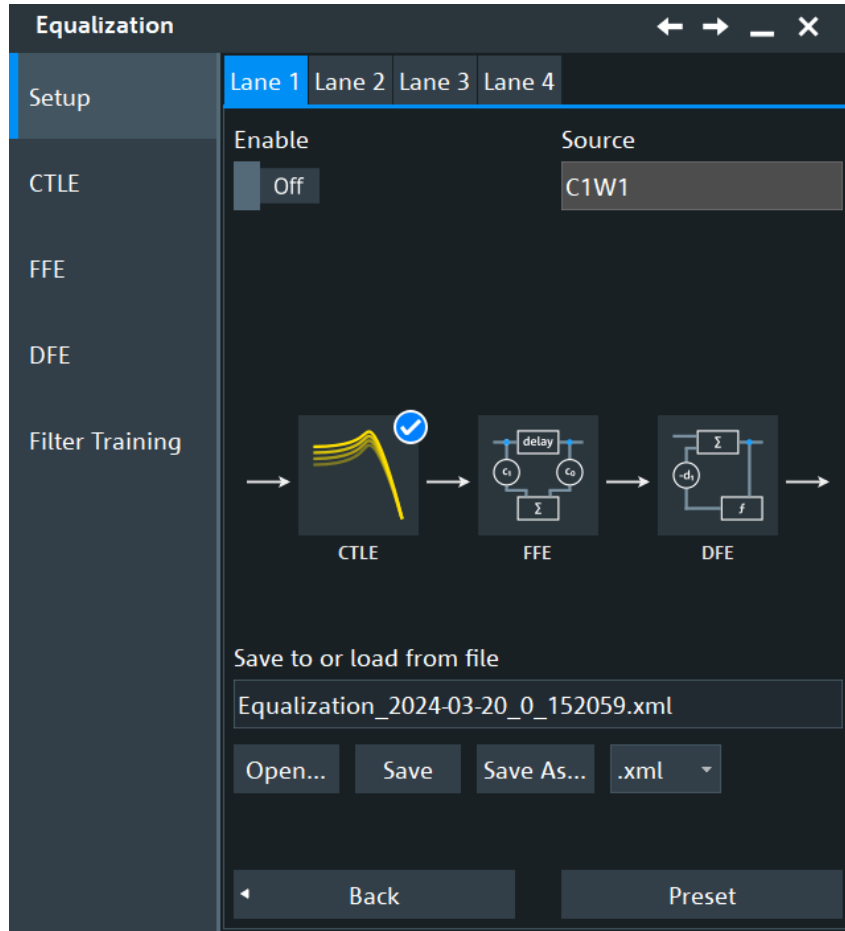 Equalization
Setup
CTLE
FFE
DFE
Filter Training
Lane 1 Lane 2 Lane 3 Lane 4
Enable Source
Off C1W1
delay Σ
c₁ c₀ -d₁
Σ f
CTLE FFE DFE
Save to or load from file
Equalization_2024-03-20_0_152059.xml
Open... Save Save As... .xml
Back Preset